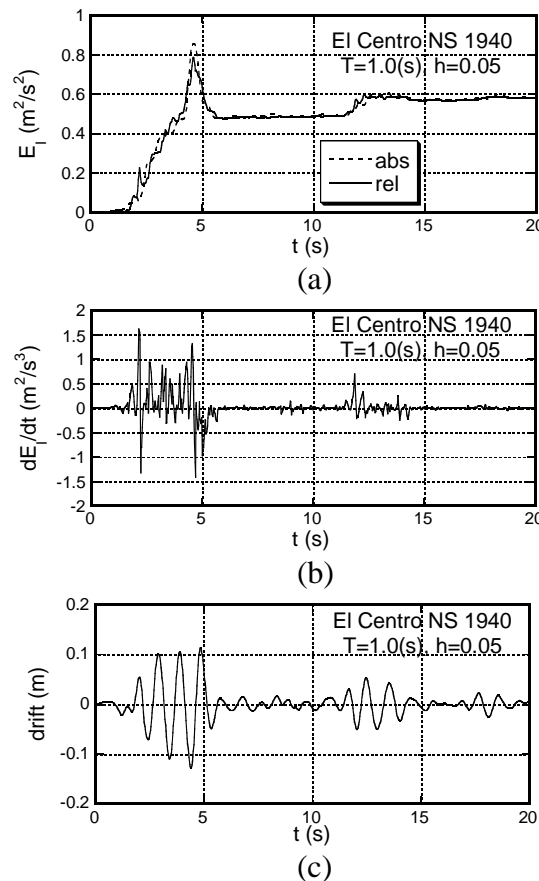 El Centro NS 1940
T=1.0(s), h=0.05
1
0.8
0.6
0.4
0.2
0
E_I (m²/s²)
abs
rel
0 5 10 15 20
t (s)
(a)
El Centro NS 1940
T=1.0(s), h=0.05
2
1.5
1
0.5
0
-0.5
-1
-1.5
-2
dE_I/dt (m²/s³)
0 5 10 15 20
t (s)
(b)
El Centro NS 1940
T=1.0(s), h=0.05
0.2
0.1
0
-0.1
-0.2
drift (m)
0 5 10 15 20
t (s)
(c)